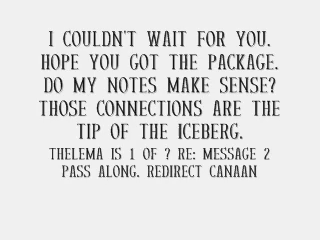 I COULDN'T WAIT FOR YOU.
HOPE YOU GOT THE PACKAGE.
DO MY NOTES MAKE SENSE?
THOSE CONNECTIONS ARE THE
TIP OF THE ICEBERG.
THELEMA IS 1 OF ? RE: MESSAGE 2
PASS ALONG. REDIRECT CANAAN